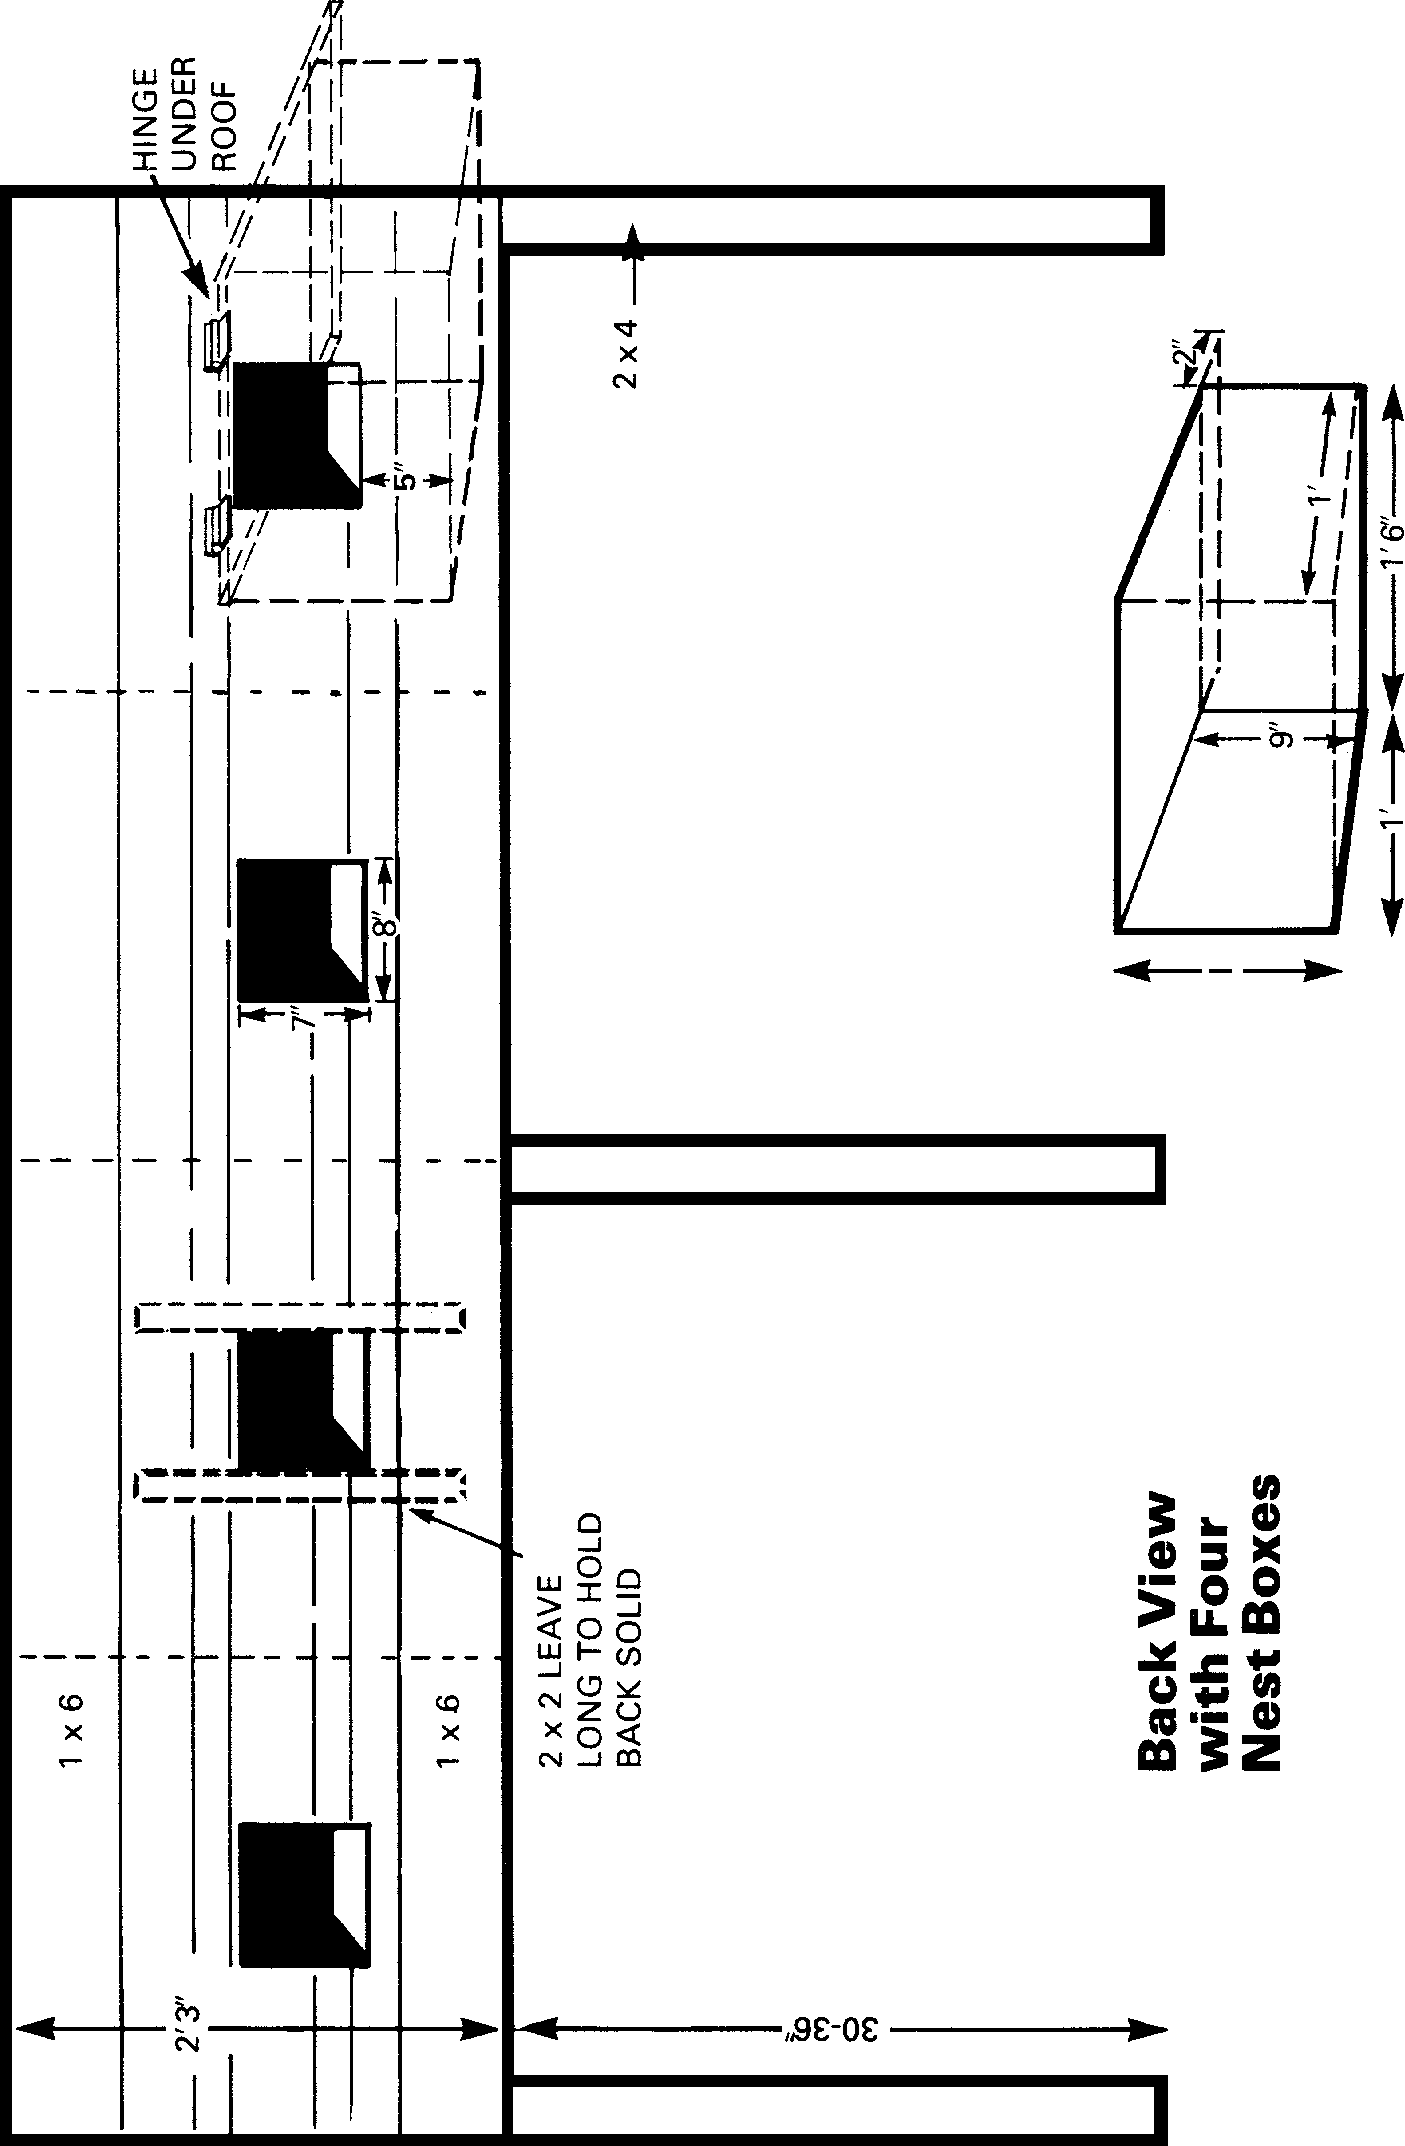 HINGE
UNDER
ROOF
2 x 4
5"
8"
7"
1 x 6
1 x 6
2 x 2 LEAVE
LONG TO HOLD
BACK SOLID
2' 3"
30-36"
2"
1'
9"
1' 6"
1'
Back View
with Four
Nest Boxes